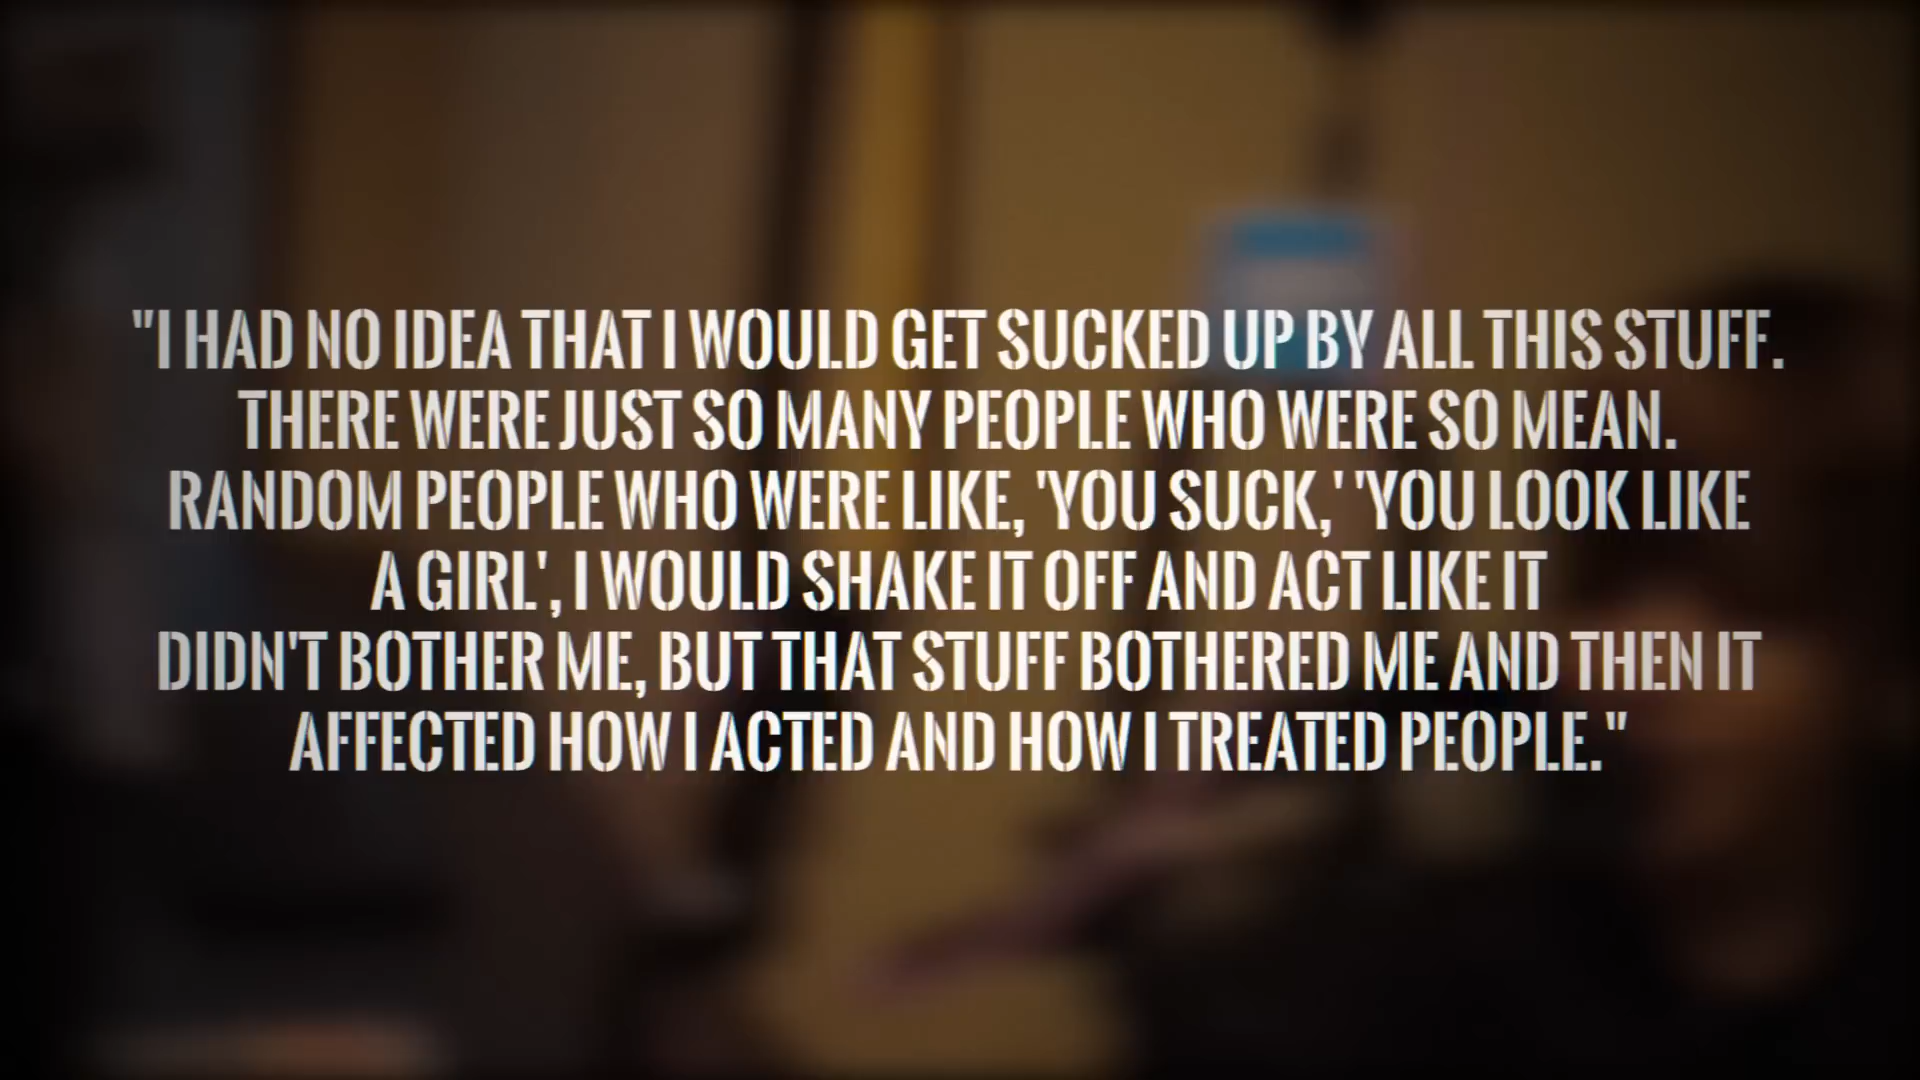 "I HAD NO IDEA THAT I WOULD GET SUCKED UP BY ALL THIS STUFF.
THERE WERE JUST SO MANY PEOPLE WHO WERE SO MEAN.
RANDOM PEOPLE WHO WERE LIKE, 'YOU SUCK,' 'YOU LOOK LIKE
A GIRL', I WOULD SHAKE IT OFF AND ACT LIKE IT
DIDN'T BOTHER ME, BUT THAT STUFF BOTHERED ME AND THEN IT
AFFECTED HOW I ACTED AND HOW I TREATED PEOPLE."